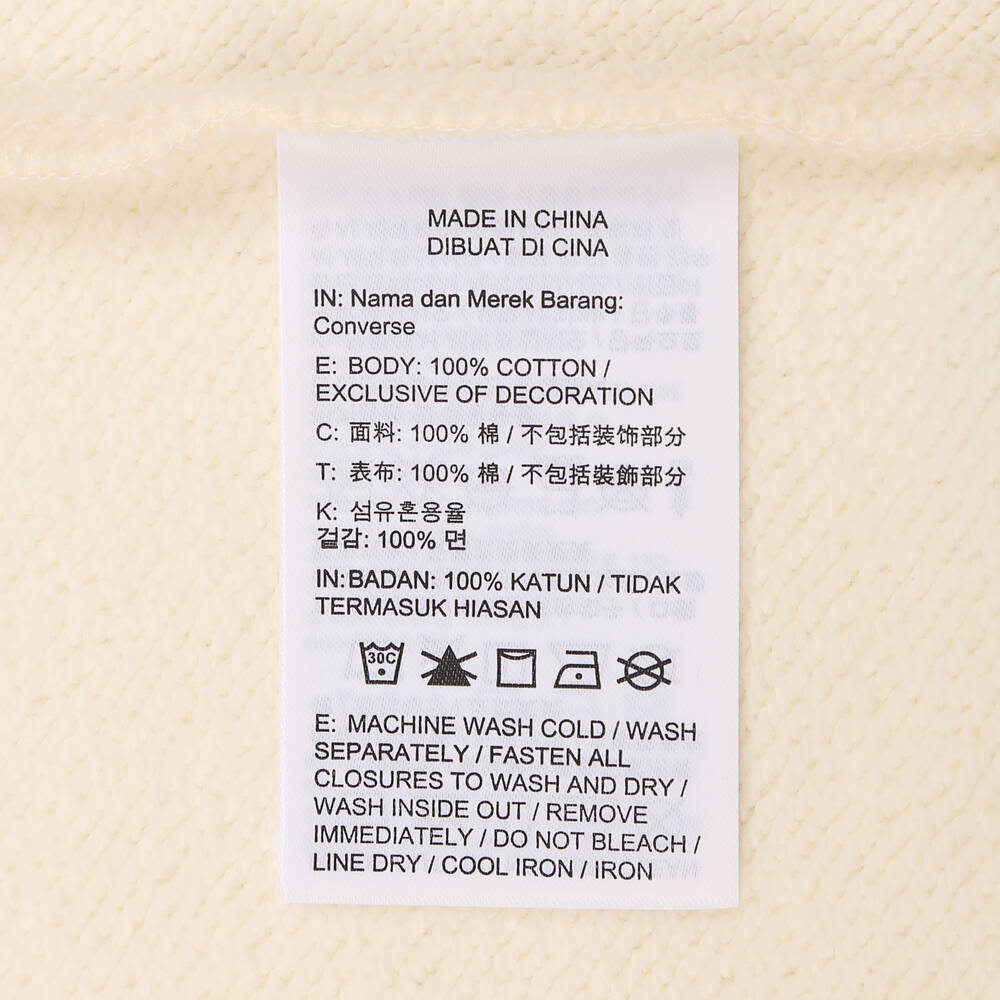 MADE IN CHINA
DIBUAT DI CINA
IN: Nama dan Merek Barang:
Converse
E: BODY: 100% COTTON /
EXCLUSIVE OF DECORATION
C: 面料: 100% 棉 / 不包括装饰部分
T: 表布: 100% 棉 / 不包括裝飾部分
K: 섬유혼용율
겉감: 100% 면
IN: BADAN: 100% KATUN / TIDAK
TERMASUK HIASAN
30C
E: MACHINE WASH COLD / WASH
SEPARATELY / FASTEN ALL
CLOSURES TO WASH AND DRY /
WASH INSIDE OUT / REMOVE
IMMEDIATELY / DO NOT BLEACH /
LINE DRY / COOL IRON / IRON